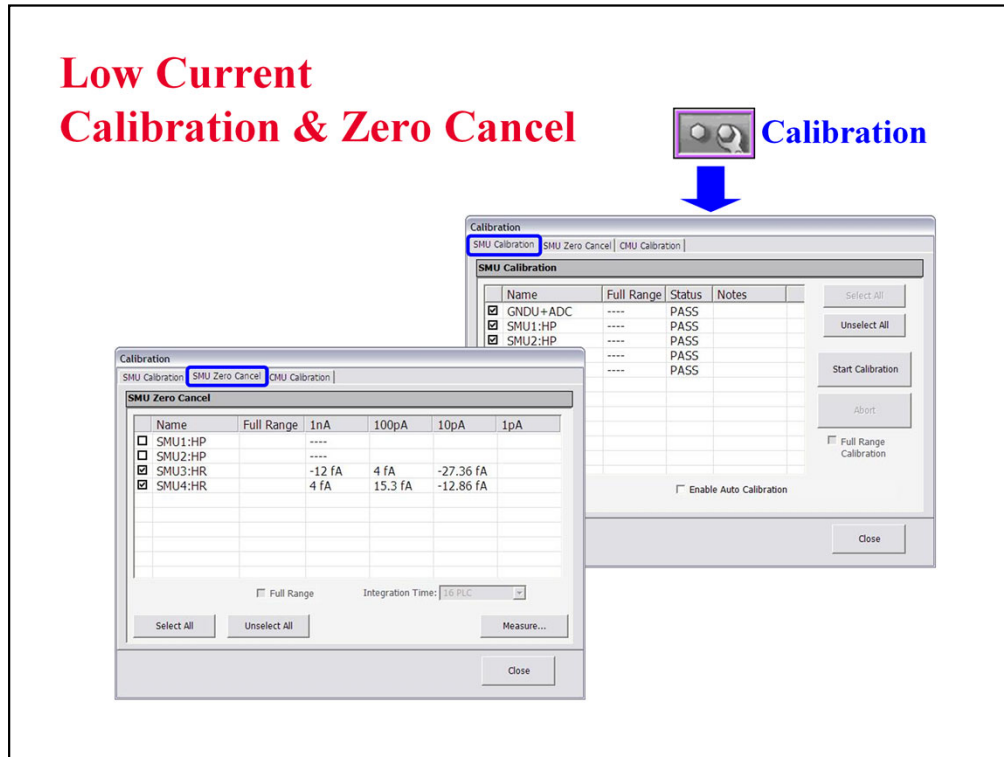 Low Current
Calibration & Zero Cancel
Calibration
Calibration
SMU Calibration SMU Zero Cancel CMU Calibration
SMU Calibration
Name Full Range Status Notes
GNDU+ADC ---- PASS
SMU1:HP ---- PASS
SMU2:HP ---- PASS
---- PASS
---- PASS
Select All
Unselect All
Start Calibration
Abort
Full Range
Calibration
Enable Auto Calibration
Close
Calibration
SMU Calibration SMU Zero Cancel CMU Calibration
SMU Zero Cancel
Name Full Range 1nA 100pA 10pA 1pA
SMU1:HP ----
SMU2:HP ----
SMU3:HR -12 fA 4 fA -27.36 fA
SMU4:HR 4 fA 15.3 fA -12.86 fA
Full Range Integration Time: 16 PLC
Select All Unselect All Measure...
Close